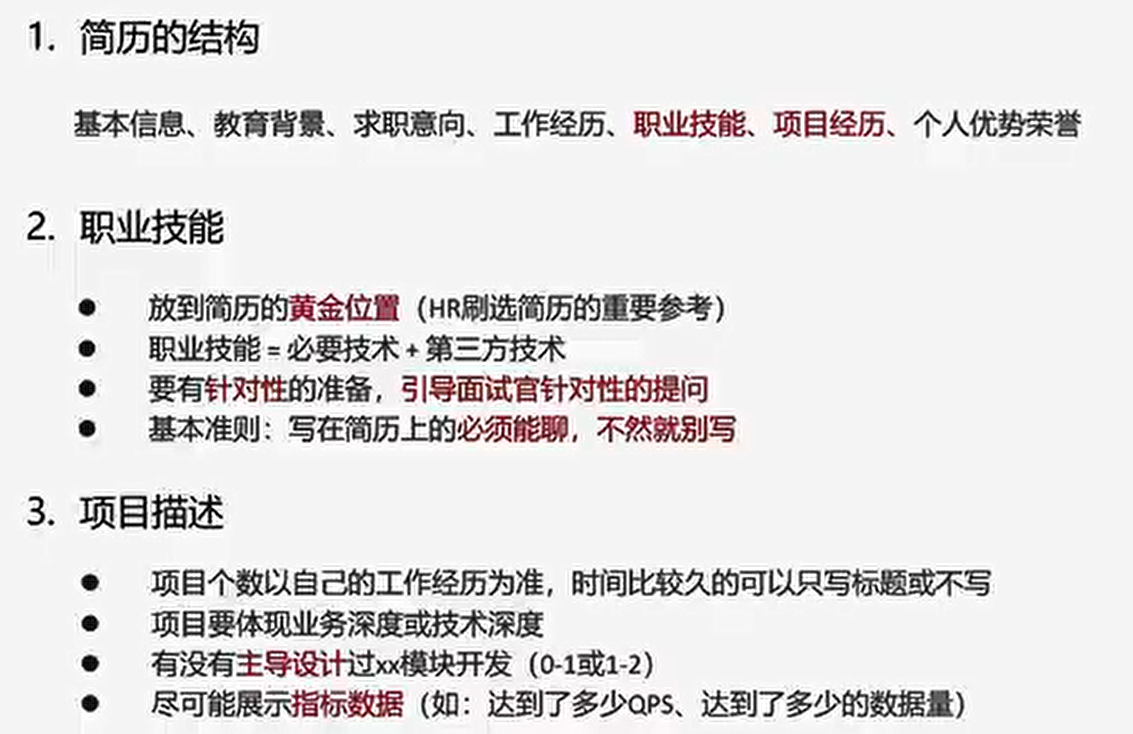 1. 简历的结构
基本信息、教育背景、求职意向、工作经历、职业技能、项目经历、个人优势荣誉
2. 职业技能
● 放到简历的黄金位置（HR刷选简历的重要参考）
● 职业技能 = 必要技术 + 第三方技术
● 要有针对性的准备，引导面试官针对性的提问
● 基本准则：写在简历上的必须能聊，不然就别写
3. 项目描述
● 项目个数以自己的工作经历为准，时间比较久的可以只写标题或不写
● 项目要体现业务深度或技术深度
● 有没有主导设计过xx模块开发（0-1或1-2）
● 尽可能展示指标数据（如：达到了多少QPS、达到了多少的数据量）